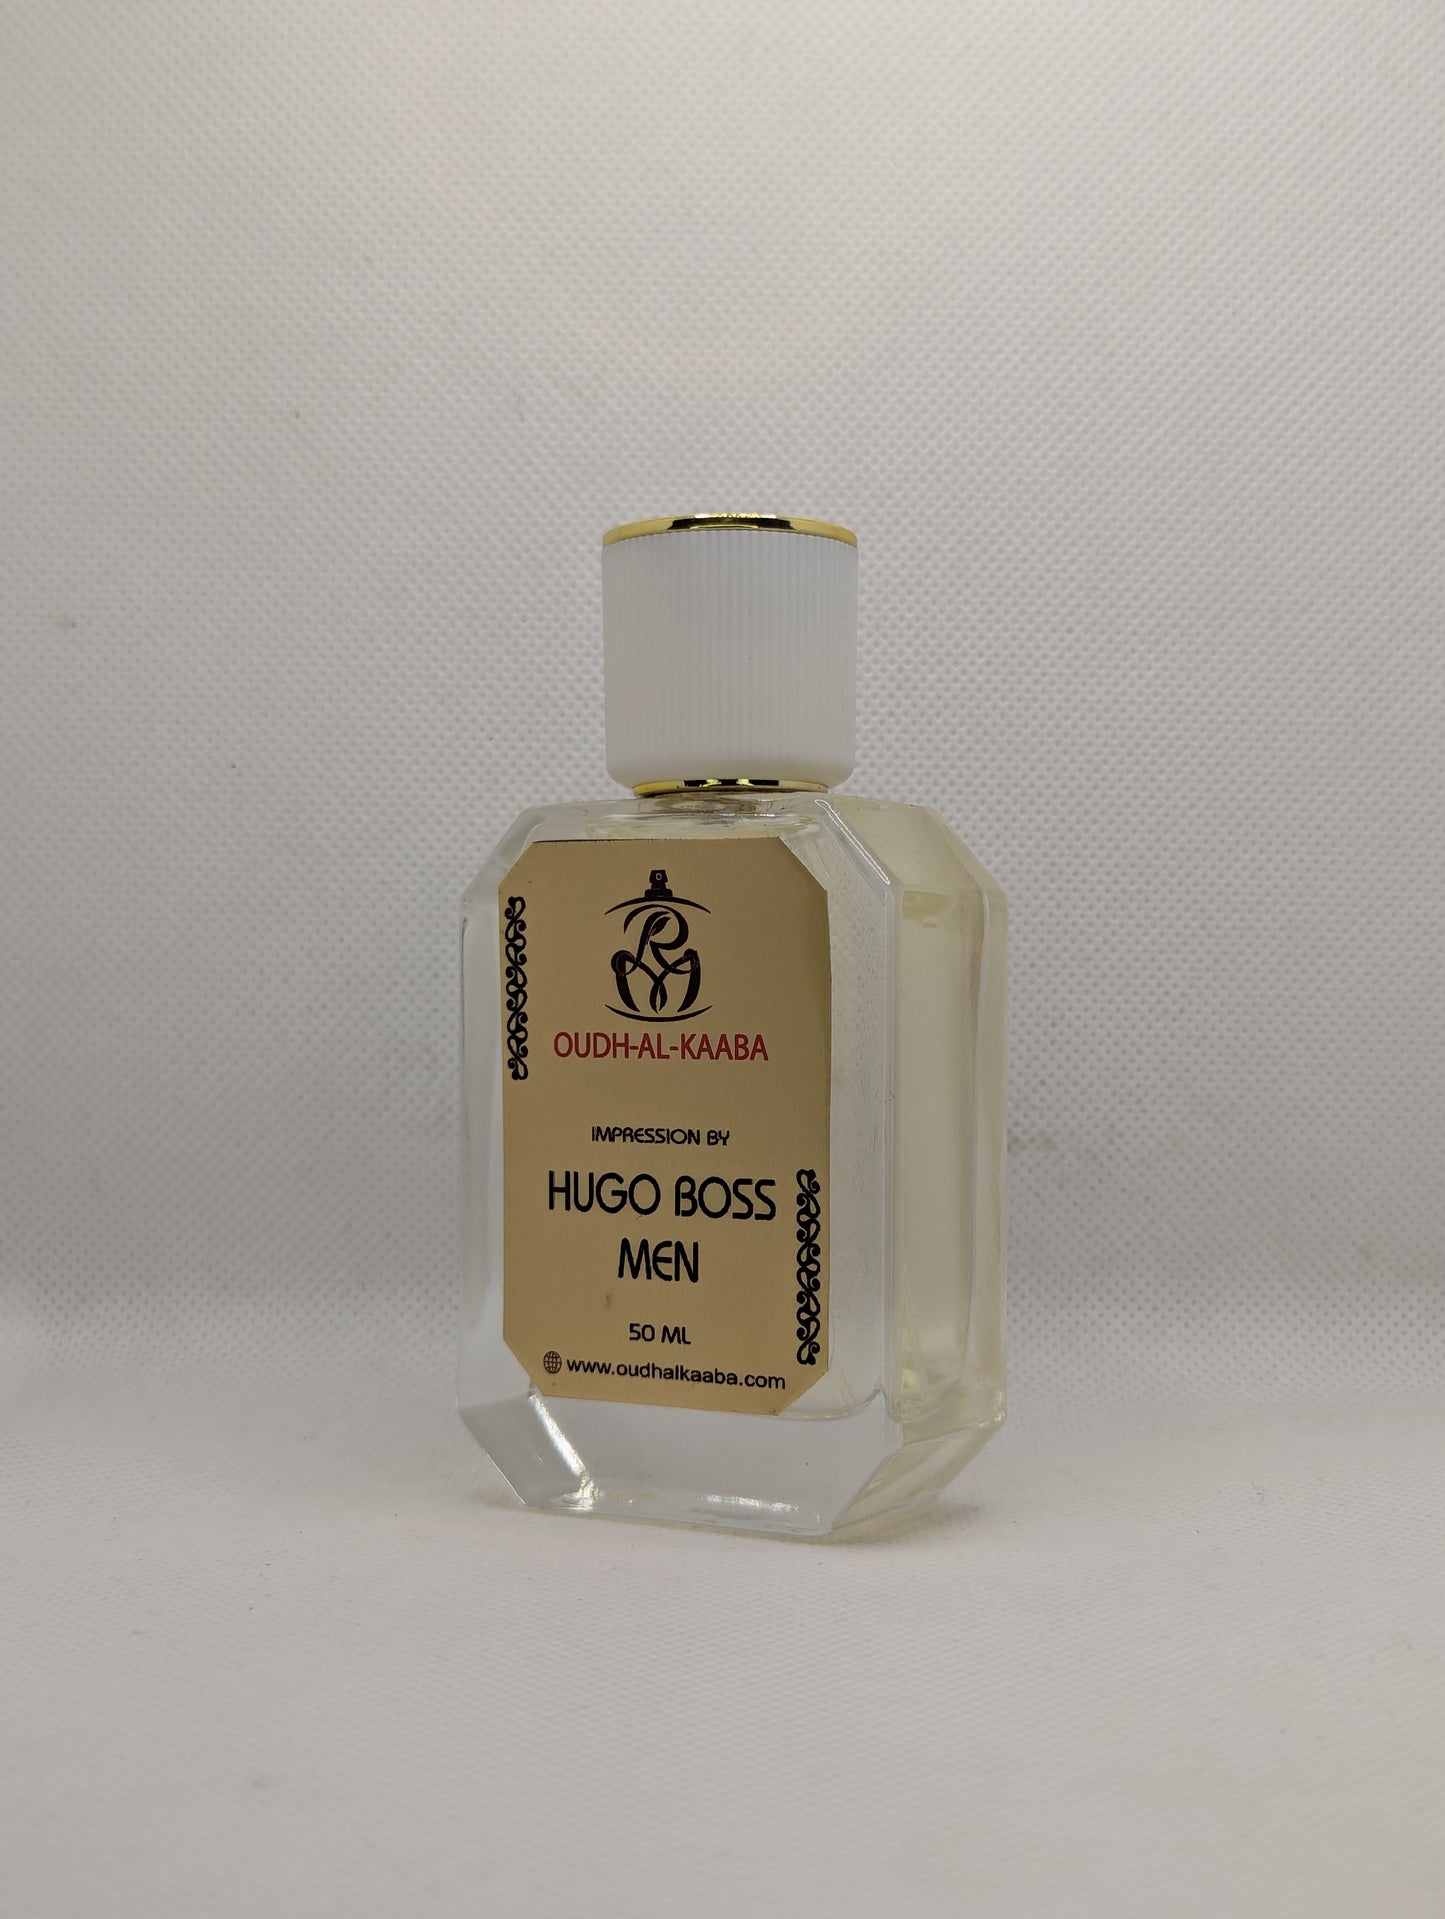 OUDH-AL-KAABA
IMPRESSION BY
HUGO BOSS
MEN
50 ML
www.oudhalkaaba.com